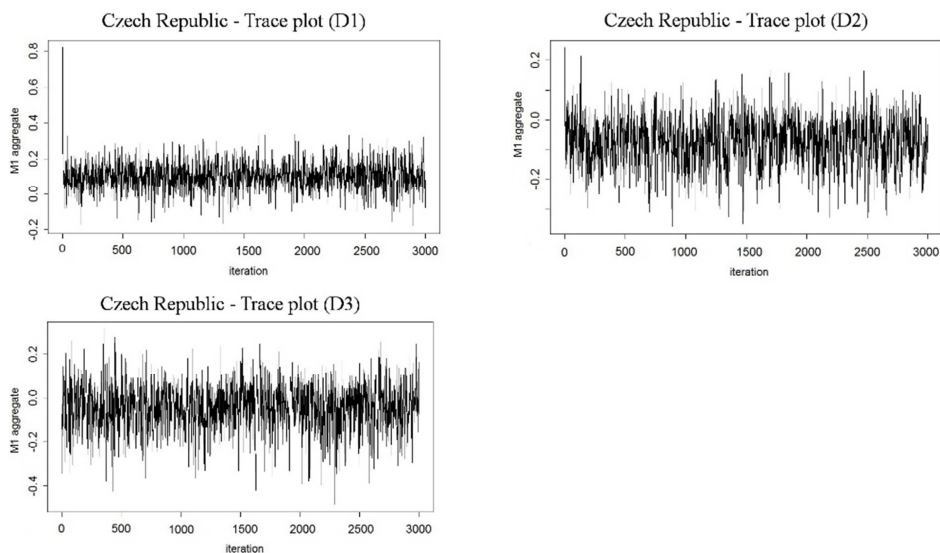 Czech Republic - Trace plot (D1)
0.8
0.6
0.4
0.2
0.0
-0.2
M1 aggregate
0 500 1000 1500 2000 2500 3000
iteration
Czech Republic - Trace plot (D2)
0.2
0.0
-0.2
M1 aggregate
0 500 1000 1500 2000 2500 3000
iteration
Czech Republic - Trace plot (D3)
0.2
0.0
-0.2
-0.4
M1 aggregate
0 500 1000 1500 2000 2500 3000
iteration